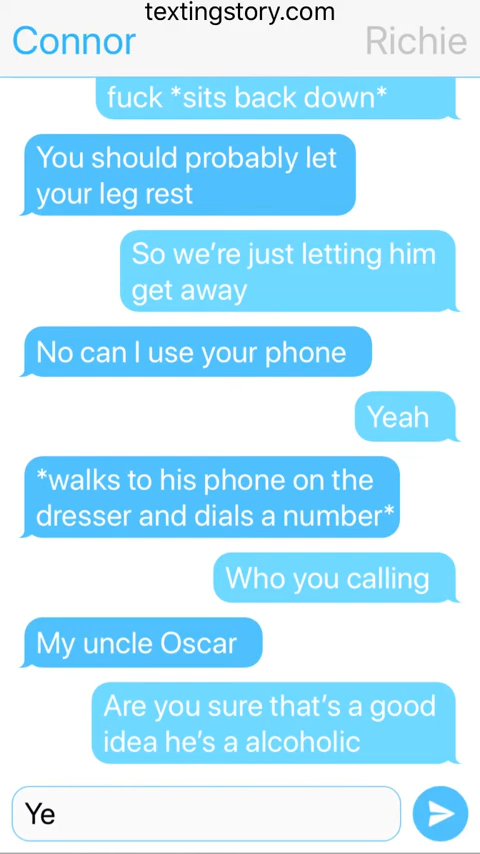 textingstory.com
Connor
Richie
fuck *sits back down*
You should probably let
your leg rest
So we’re just letting him
get away
No can I use your phone
Yeah
*walks to his phone on the
dresser and dials a number*
Who you calling
My uncle Oscar
Are you sure that’s a good
idea he’s a alcoholic
Ye